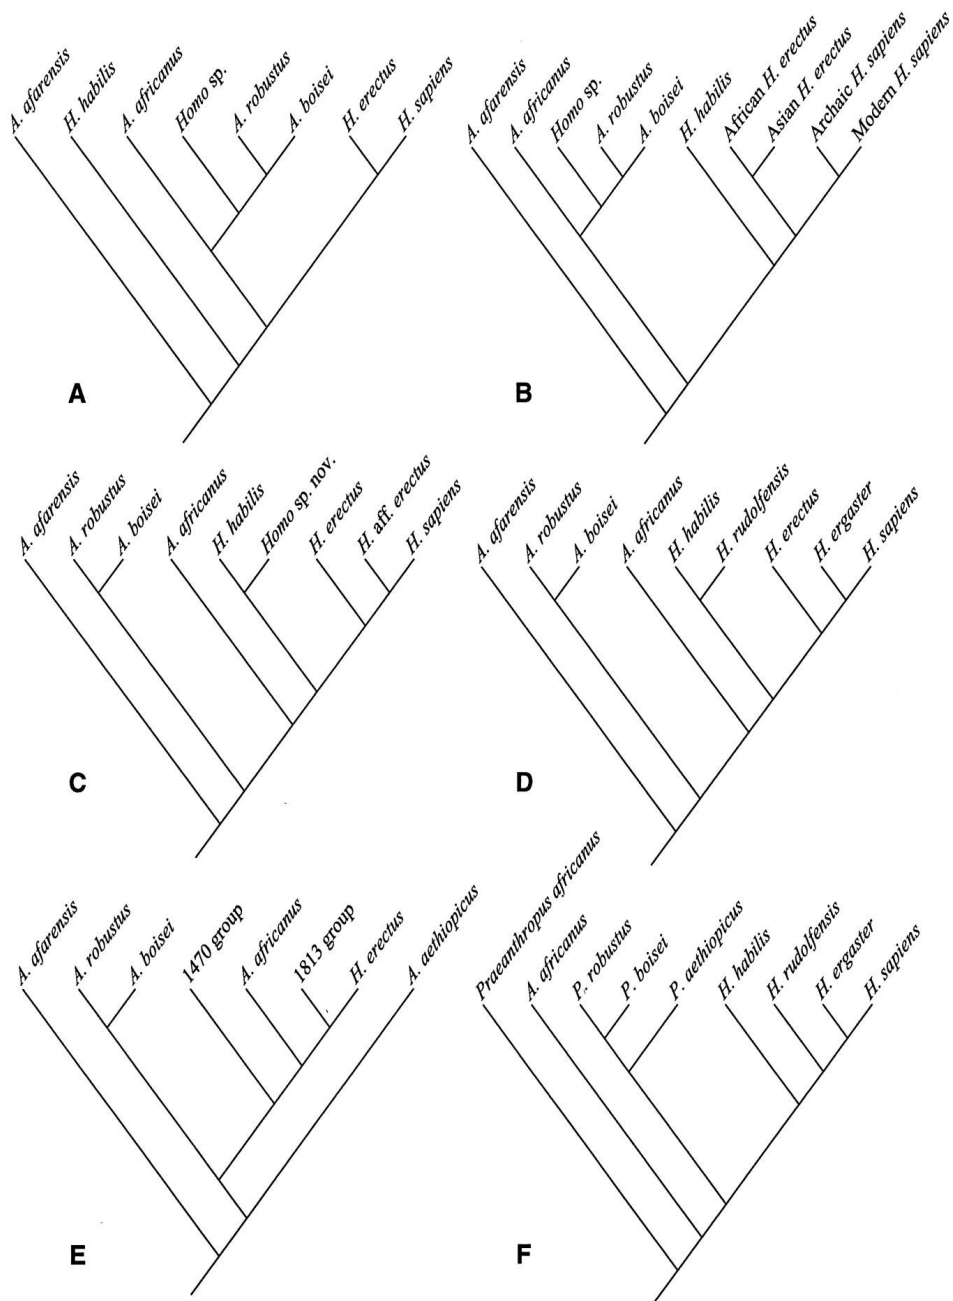 A. afarensis
H. habilis
A. africanus
Homo sp.
A. robustus
A. boisei
H. erectus
H. sapiens
A
A. afarensis
A. africanus
Homo sp.
A. robustus
A. boisei
H. habilis
African H. erectus
Asian H. erectus
Archaic H. sapiens
Modern H. sapiens
B
A. afarensis
A. robustus
A. boisei
A. africanus
H. habilis
Homo sp. nov.
H. erectus
H. aff. erectus
H. sapiens
C
A. afarensis
A. robustus
A. boisei
A. africanus
H. habilis
H. rudolfensis
H. erectus
H. ergaster
H. sapiens
D
A. afarensis
A. robustus
A. boisei
1470 group
A. africanus
1813 group
H. erectus
A. aethiopicus
E
Praeanthropus africanus
A. africanus
P. robustus
P. boisei
P. aethiopicus
H. habilis
H. rudolfensis
H. ergaster
H. sapiens
F